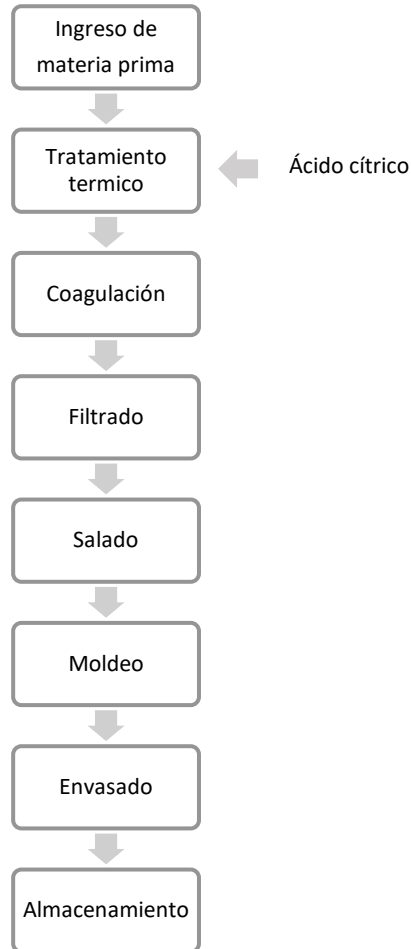 Ingreso de
materia prima
Tratamiento
termico
Ácido cítrico
Coagulación
Filtrado
Salado
Moldeo
Envasado
Almacenamiento